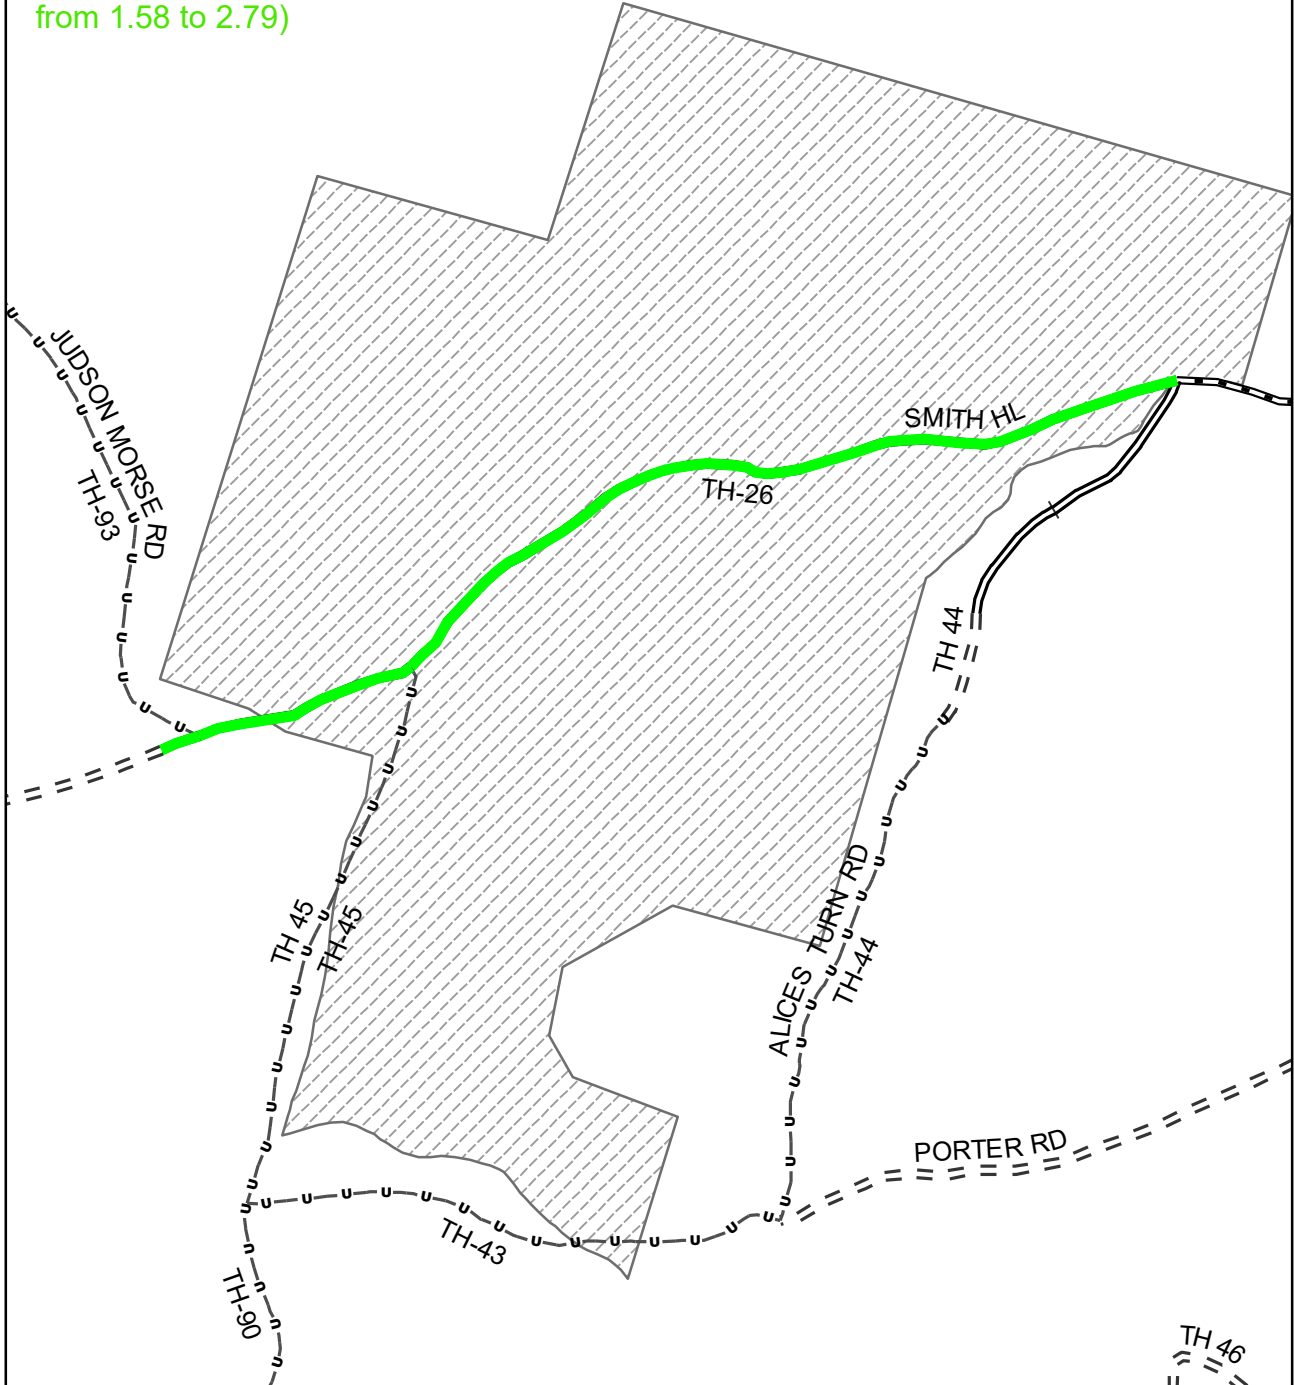 from 1.58 to 2.79)
JUDSON MORSE RD
TH-93
SMITH HL
TH-26
TH 44
TH 45
TH-45
ALICES TURN RD
TH-44
PORTER RD
TH-43
TH-90
TH 46